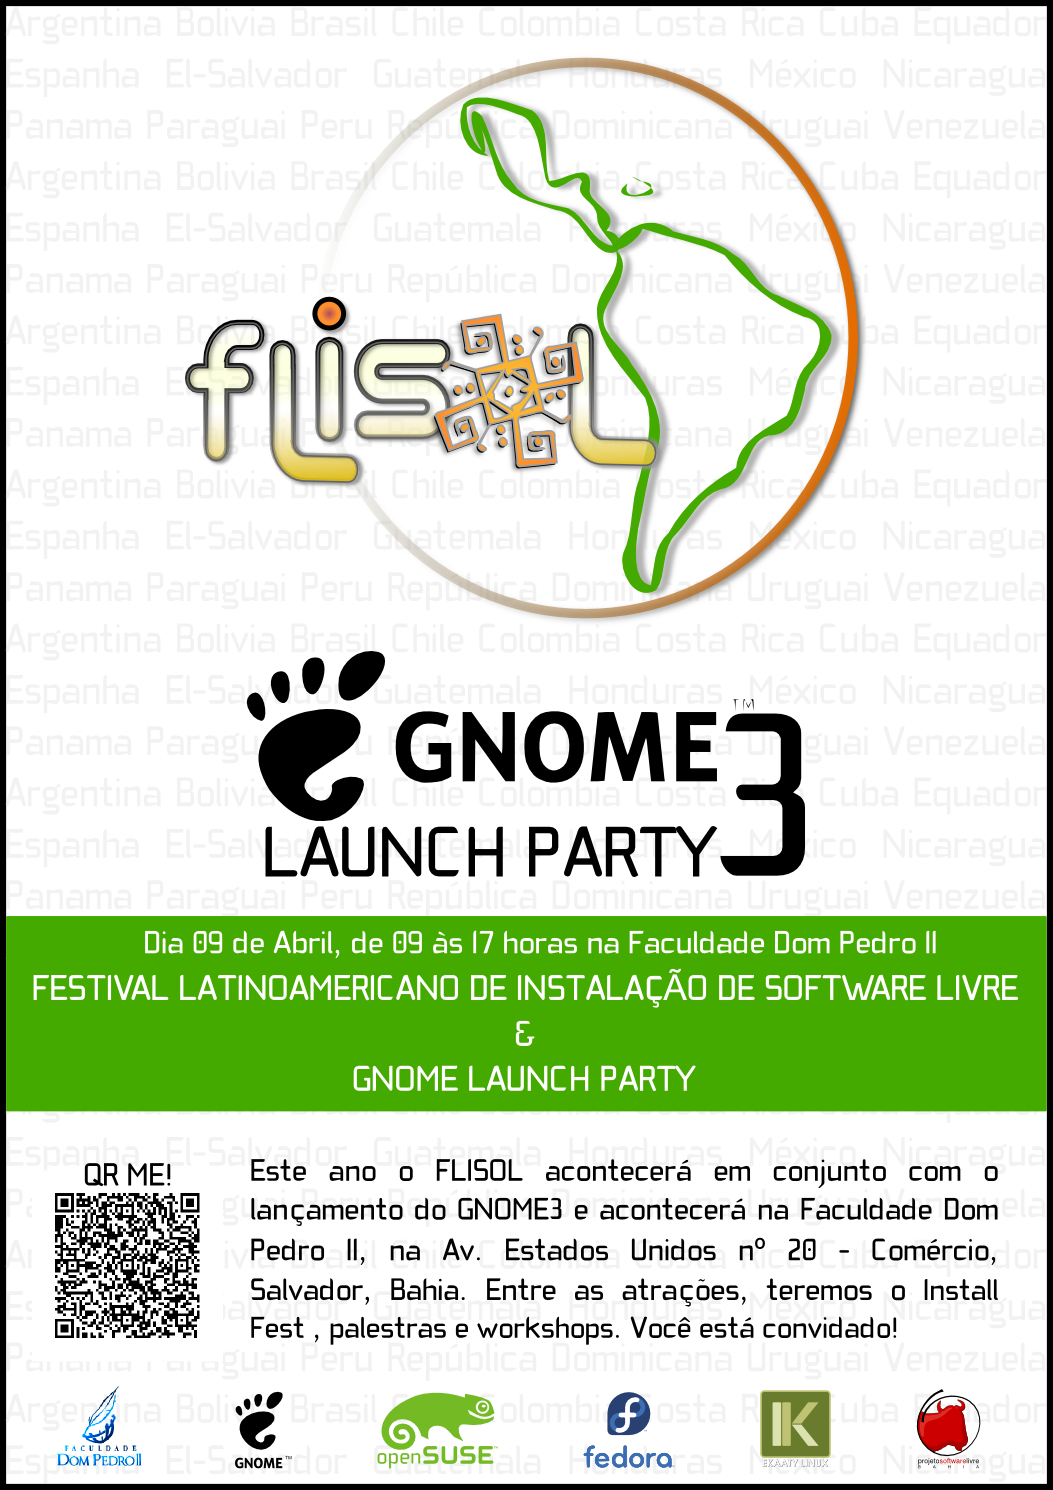 Argentina Bolivia Brasil Chile Colombia Costa Rica Cuba Equador
Espanha El-Salvador Guatemala Honduras México Nicaragua
Panama Paraguai Peru República Dominicana Uruguai Venezuela
flisol
GNOME3
TM
LAUNCH PARTY
Dia 09 de Abril, de 09 às 17 horas na Faculdade Dom Pedro II
FESTIVAL LATINOAMERICANO DE INSTALAÇÃO DE SOFTWARE LIVRE
&
GNOME LAUNCH PARTY
QR ME!
Este ano o FLISOL acontecerá em conjunto com o
lançamento do GNOME3 e acontecerá na Faculdade Dom
Pedro II, na Av. Estados Unidos nº 20 - Comércio,
Salvador, Bahia. Entre as atrações, teremos o Install
Fest , palestras e workshops. Você está convidado!
FACULDADE
DOM PEDRO II
GNOME™
openSUSE
fedora
EKAATY LINUX
projetosoftwarelivre
BAHIA